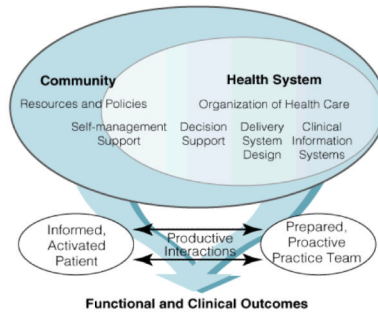 Community
Health System
Resources and Policies
Organization of Health Care
Self-management
Support
Decision
Support
Delivery
System
Design
Clinical
Information
Systems
Informed,
Activated
Patient
Productive
Interactions
Prepared,
Proactive
Practice Team
Functional and Clinical Outcomes